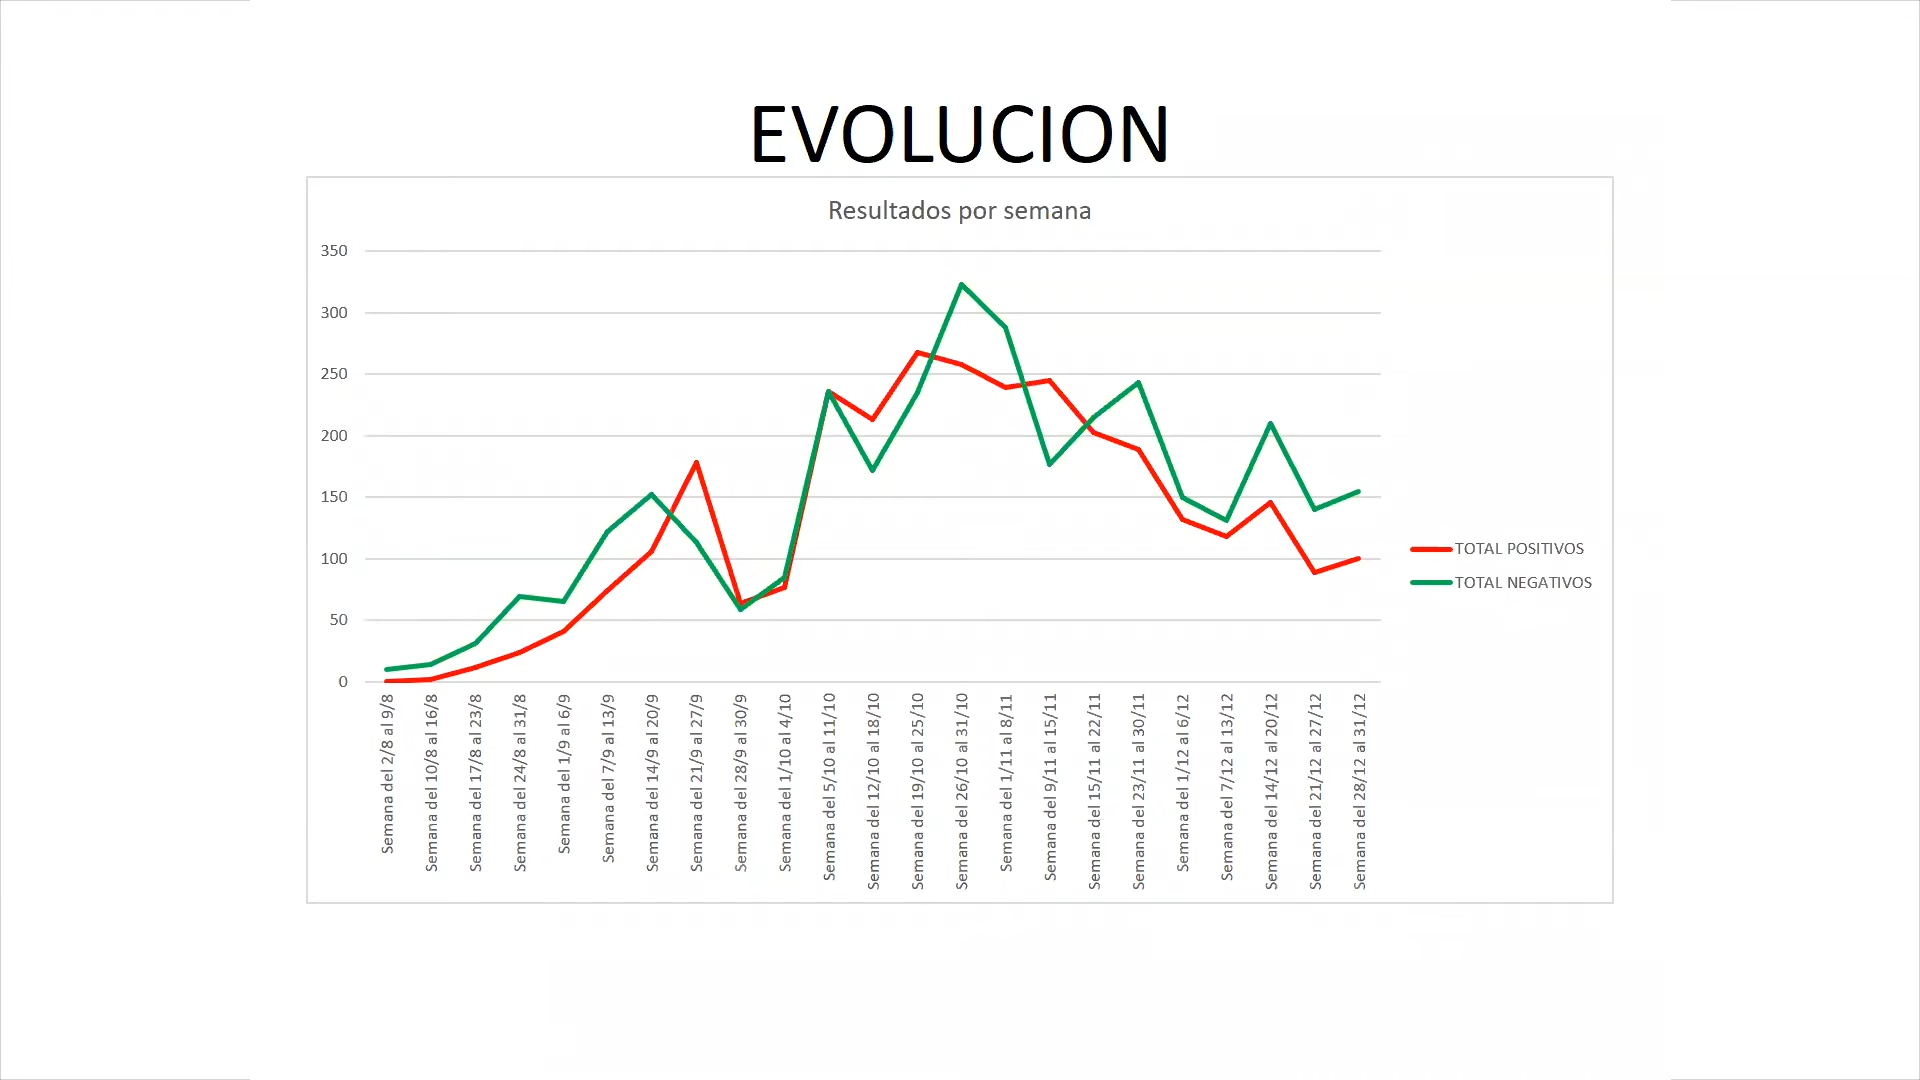 EVOLUCION
Resultados por semana
350
300
250
200
150
100
50
0
Semana del 2/8 al 9/8
Semana del 10/8 al 16/8
Semana del 17/8 al 23/8
Semana del 24/8 al 31/8
Semana del 1/9 al 6/9
Semana del 7/9 al 13/9
Semana del 14/9 al 20/9
Semana del 21/9 al 27/9
Semana del 28/9 al 30/9
Semana del 1/10 al 4/10
Semana del 5/10 al 11/10
Semana del 12/10 al 18/10
Semana del 19/10 al 25/10
Semana del 26/10 al 31/10
Semana del 1/11 al 8/11
Semana del 9/11 al 15/11
Semana del 15/11 al 22/11
Semana del 23/11 al 30/11
Semana del 1/12 al 6/12
Semana del 7/12 al 13/12
Semana del 14/12 al 20/12
Semana del 21/12 al 27/12
Semana del 28/12 al 31/12
TOTAL POSITIVOS
TOTAL NEGATIVOS